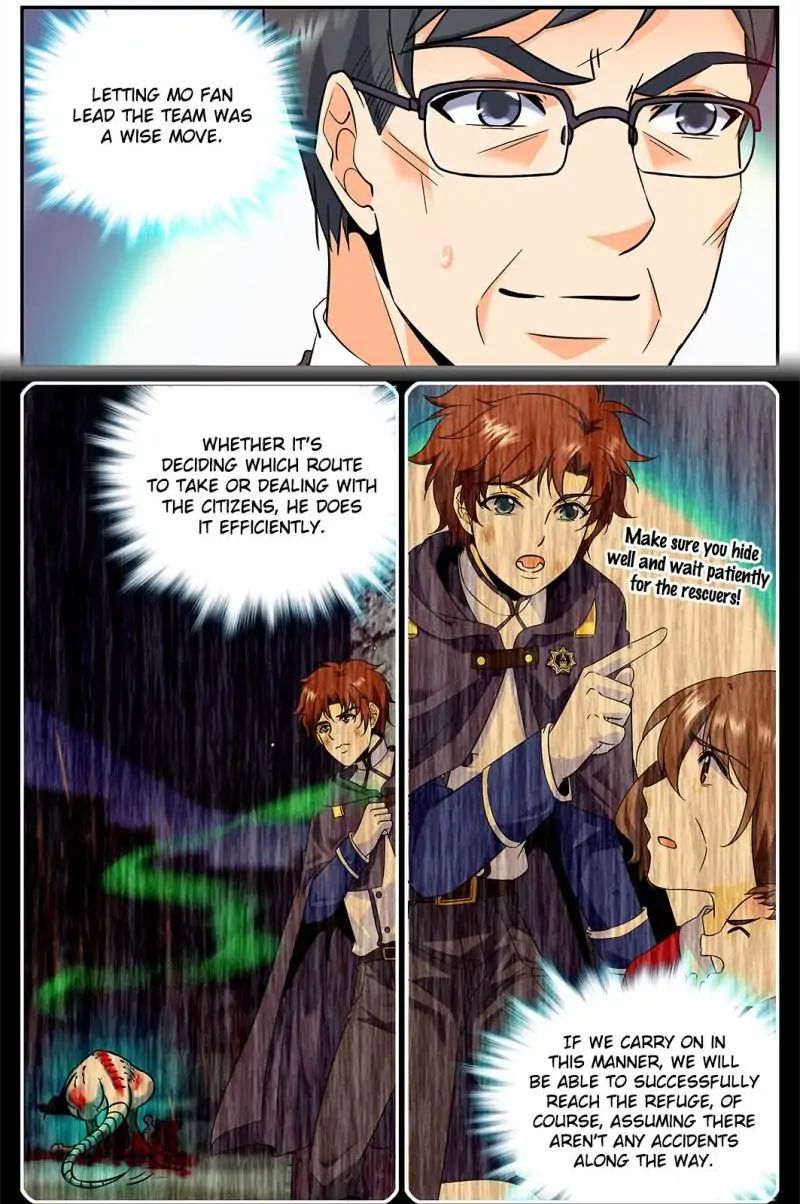 LETTING MO FAN
LEAD THE TEAM WAS
A WISE MOVE.
WHETHER IT'S
DECIDING WHICH ROUTE
TO TAKE OR DEALING WITH
THE CITIZENS, HE DOES
IT EFFICIENTLY.
Make sure you hide
well and wait patiently
for the rescuers!
IF WE CARRY ON IN
THIS MANNER, WE WILL
BE ABLE TO SUCCESSFULLY
REACH THE REFUGE, OF
COURSE, ASSUMING THERE
AREN'T ANY ACCIDENTS
ALONG THE WAY.